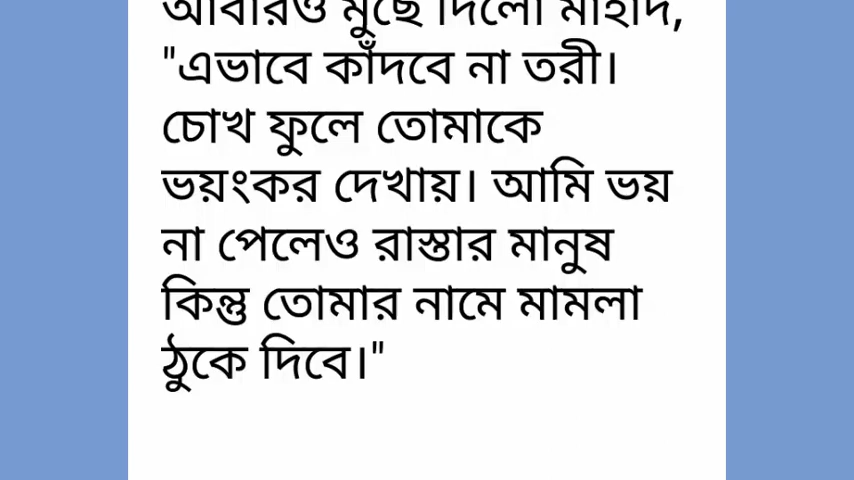 আবারও মুছে দিলো মাহাদ,
"এভাবে কাঁদবে না তরী।
চোখ ফুলে তোমাকে
ভয়ংকর দেখায়। আমি ভয়
না পেলেও রাস্তার মানুষ
কিন্তু তোমার নামে মামলা
ঠুকে দিবে।"